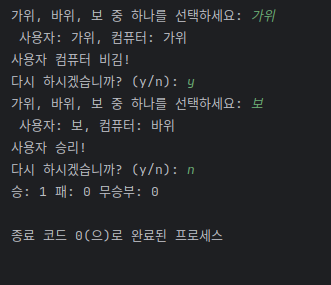 가위, 바위, 보 중 하나를 선택하세요: 가위
사용자: 가위, 컴퓨터: 가위
사용자 컴퓨터 비김!
다시 하시겠습니까? (y/n): y
가위, 바위, 보 중 하나를 선택하세요: 보
사용자: 보, 컴퓨터: 바위
사용자 승리!
다시 하시겠습니까? (y/n): n
승: 1 패: 0 무승부: 0
종료 코드 0(으)로 완료된 프로세스